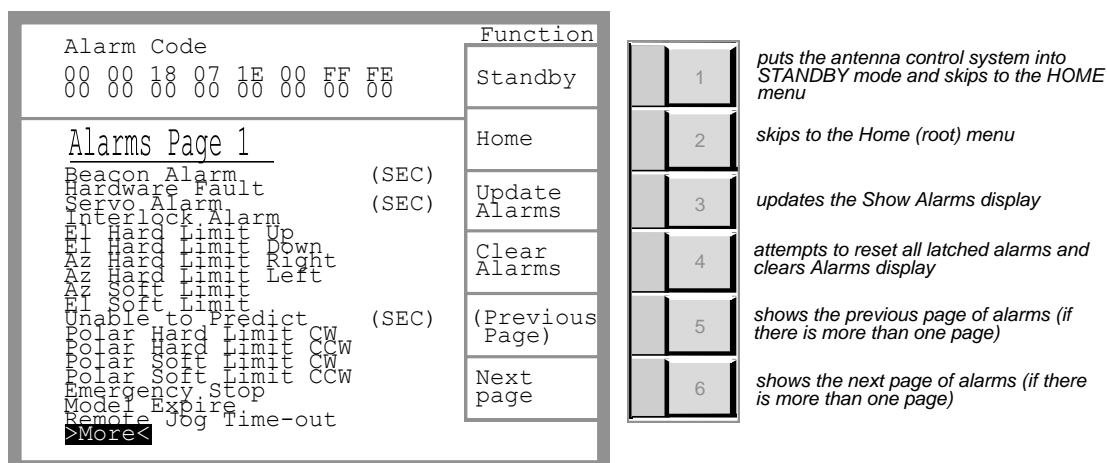 Alarm Code
00 00 18 07 1E 00 FF FE
00 00 00 00 00 00 00 00
Alarms Page 1
Beacon Alarm (SEC)
Hardware Fault
Servo Alarm (SEC)
Interlock Alarm
El Hard Limit Up
El Hard Limit Down
Az Hard Limit Right
Az Hard Limit Left
Az Soft Limit
El Soft Limit
Unable to Predict (SEC)
Polar Hard Limit CW
Polar Hard Limit CCW
Polar Soft Limit CW
Polar Soft Limit CCW
Emergency Stop
Model Expire
Remote Jog Time-out
>More<
Function
Standby
Home
Update
Alarms
Clear
Alarms
(Previous
Page)
Next
page
1
puts the antenna control system into
STANDBY mode and skips to the HOME
menu
2
skips to the Home (root) menu
3
updates the Show Alarms display
4
attempts to reset all latched alarms and
clears Alarms display
5
shows the previous page of alarms (if
there is more than one page)
6
shows the next page of alarms (if there
is more than one page)